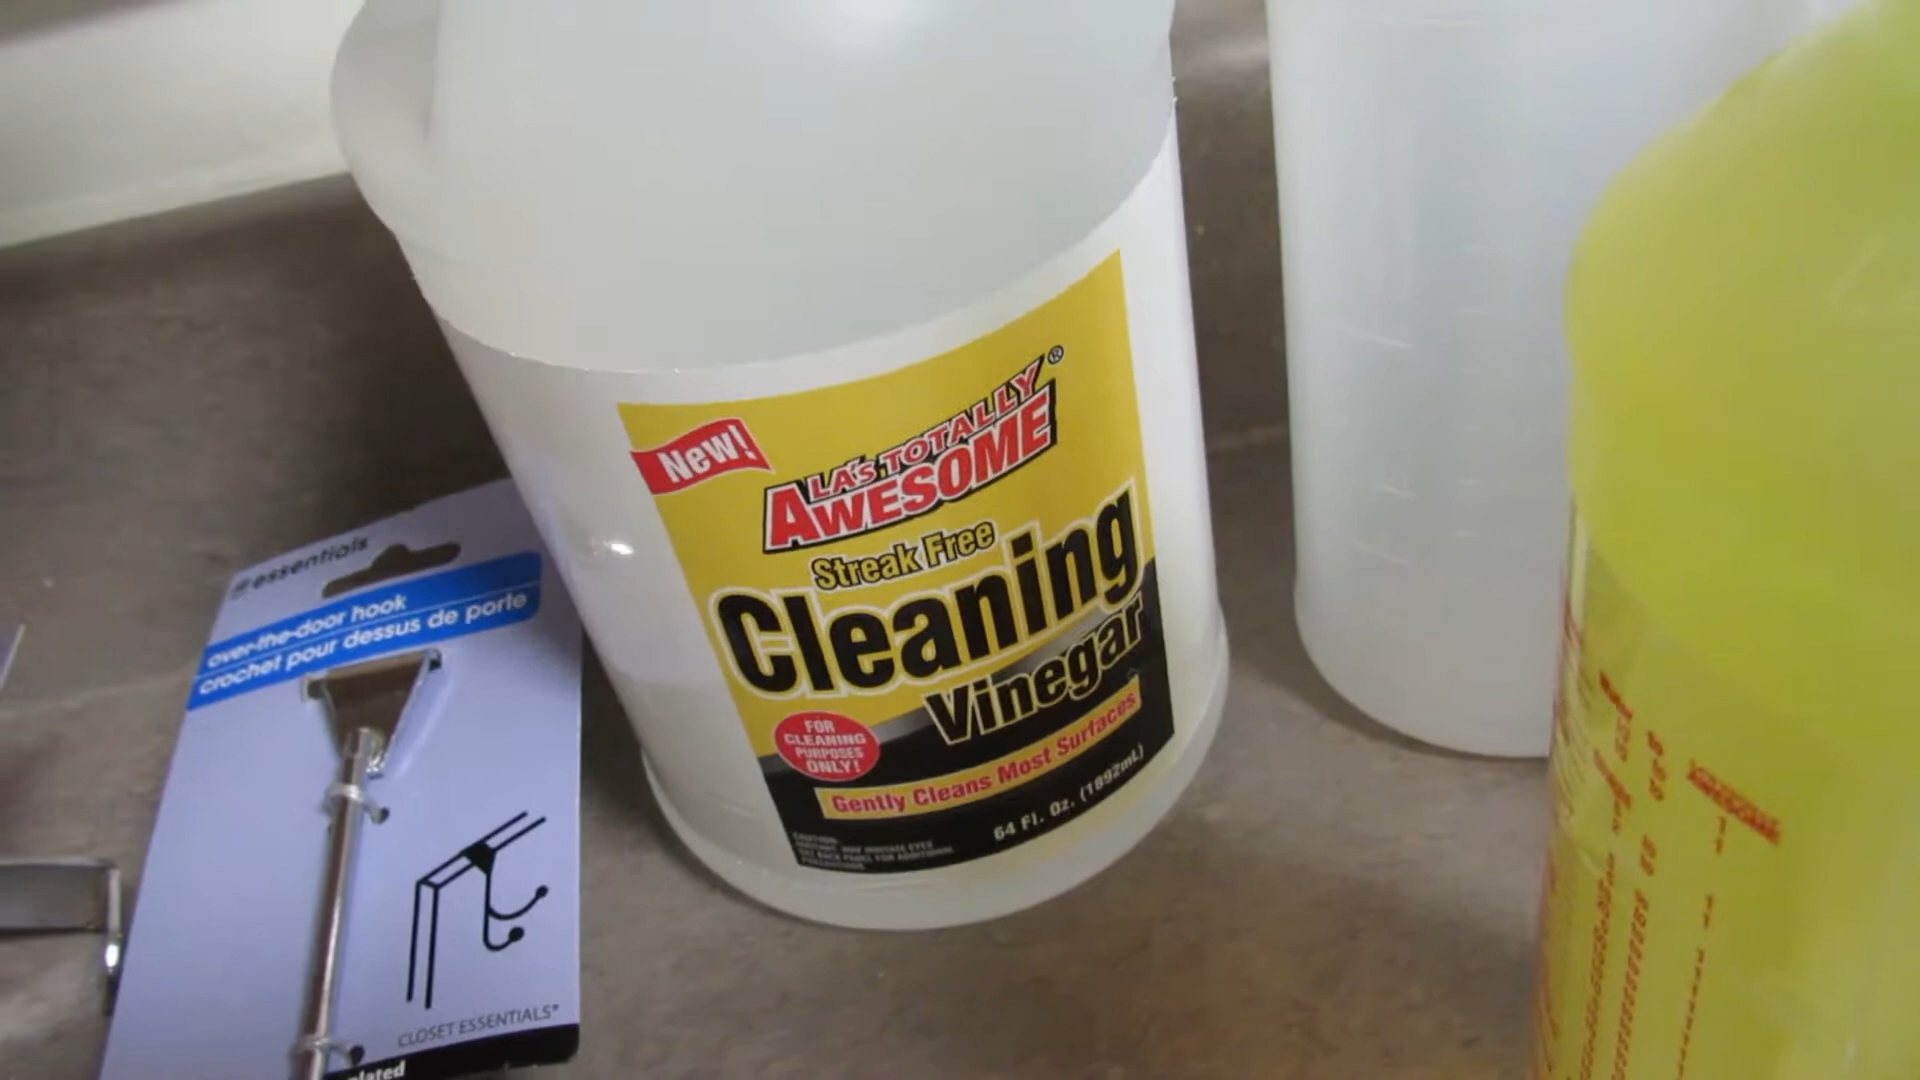 essentials
over-the-door hook
crochet pour dessus de porte
CLOSET ESSENTIALS
plated
New!
LA'S TOTALLY
AWESOME®
Streak Free
Cleaning
Vinegar
FOR
CLEANING
PURPOSES
ONLY!
Gently Cleans Most Surfaces
64 Fl. Oz. (1892mL)